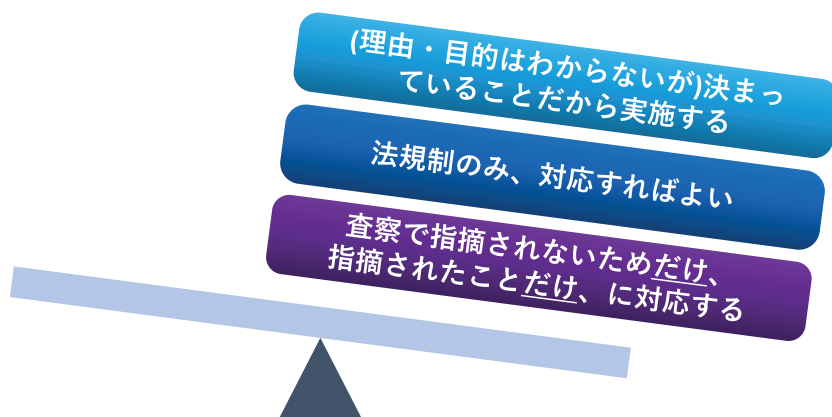 (理由・目的はわからないが)決まっ
ていることだから実施する
法規制のみ、対応すればよい
査察で指摘されないためだけ、
指摘されたことだけ、に対応する